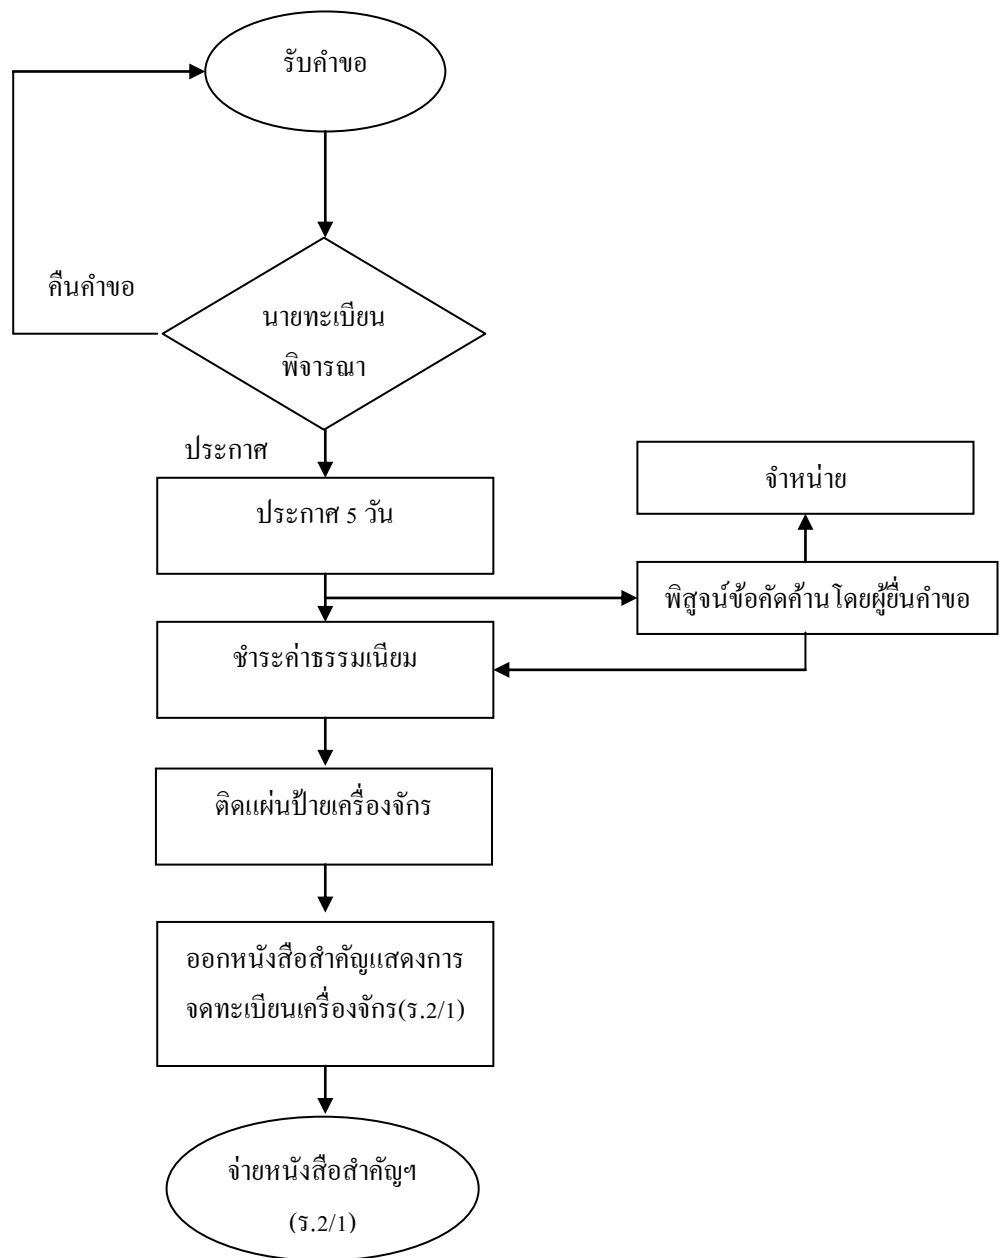 รับคำขอ
คืนคำขอ
นายทะเบียน
พิจารณา
ประกาศ
จำหน่าย
ประกาศ 5 วัน
พิสูจน์ข้อคัดค้านโดยผู้ยื่นคำขอ
ชำระค่าธรรมเนียม
ติดแผ่นป้ายเครื่องจักร
ออกหนังสือสำคัญแสดงการ
จดทะเบียนเครื่องจักร(ร.2/1)
จ่ายหนังสือสำคัญฯ
(ร.2/1)